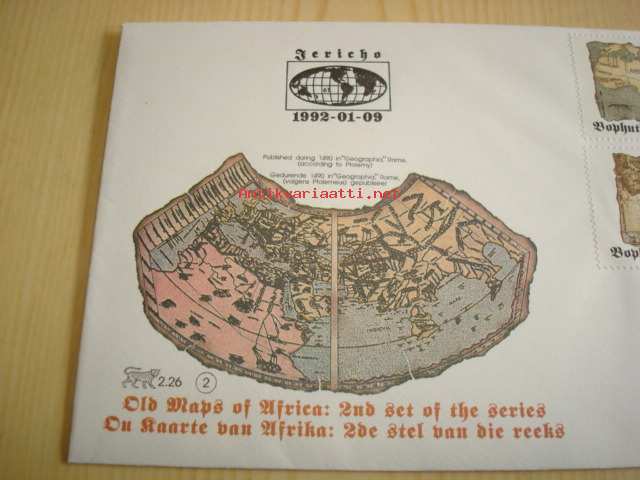 Jericho
1992-01-09
Published during 1490 in "Geographia," Rome,
(according to Ptolemy)
Gedurende 1490 in "Geographia," Rome,
(volgens Ptolemeus) gepubliseer
Antikvariaatti.net
Bophut
Boph
2.26 2
Old Maps of Africa: 2nd set of the series
Ou Kaarte van Afrika: 2de stel van die reeks